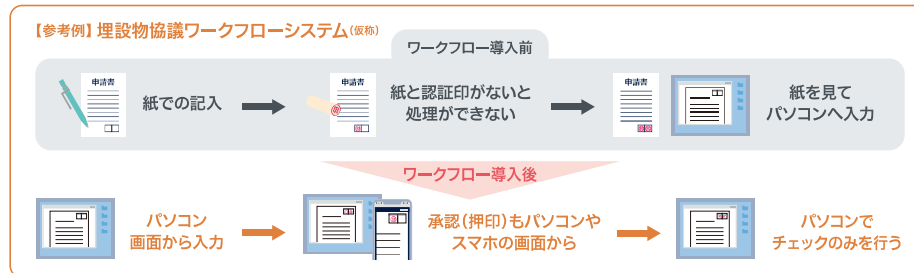 【参考例】埋設物協議ワークフローシステム(仮称)
ワークフロー導入前
申請書
紙での記入
申請書
紙と認証印がないと
処理ができない
申請書
紙を見て
パソコンへ入力
ワークフロー導入後
パソコン
画面から入力
承認(押印)もパソコンや
スマホの画面から
パソコンで
チェックのみを行う